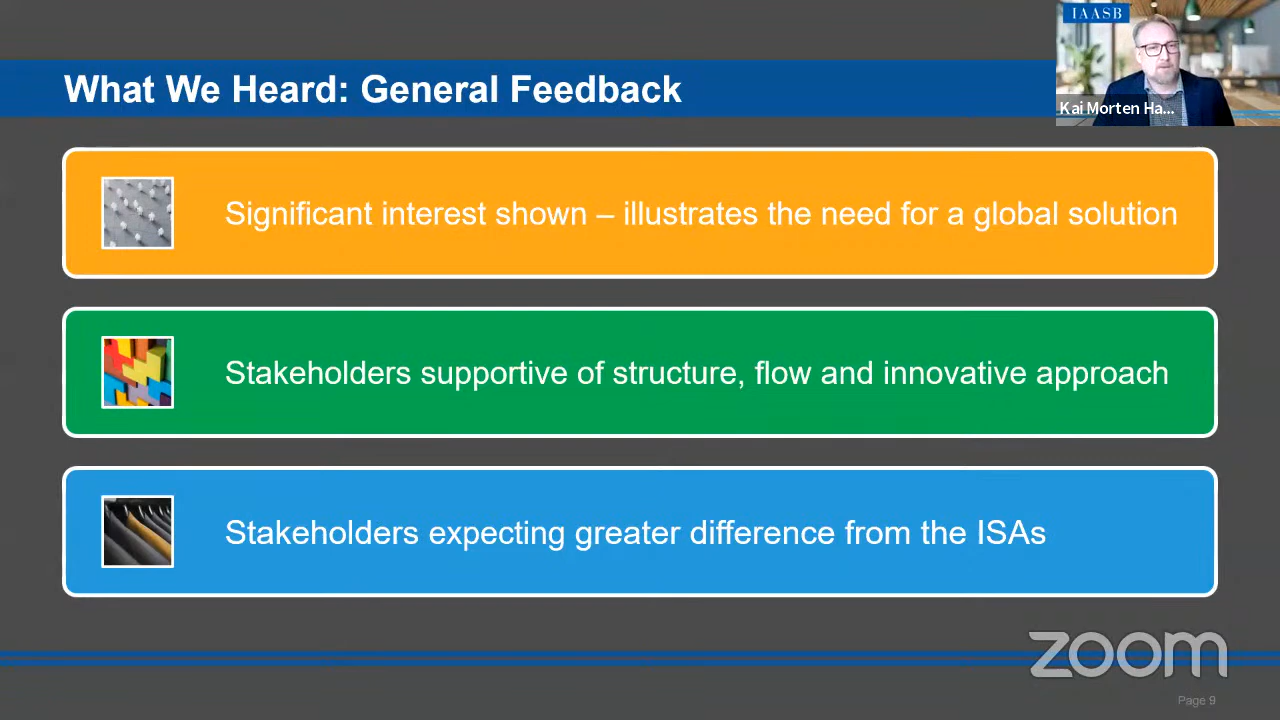 IAASB
What We Heard: General Feedback
Kai Morten Ha...
Significant interest shown – illustrates the need for a global solution
Stakeholders supportive of structure, flow and innovative approach
Stakeholders expecting greater difference from the ISAs
zoom
Page 9